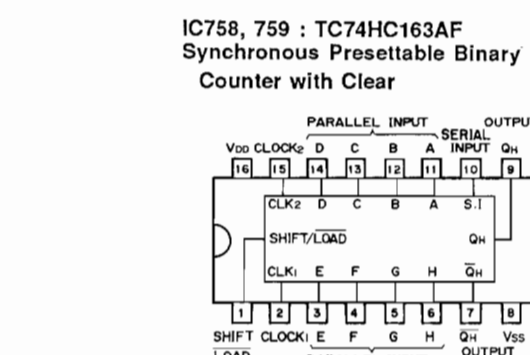 IC758, 759 : TC74HC163AF
Synchronous Presettable Binary
Counter with Clear
PARALLEL INPUT
SERIAL
VDD CLOCK2 D C B A INPUT QH
16 15 14 13 12 11 10 9
CLK2 D C B A S.I
SHIFT/L̅O̅A̅D̅ QH
CLK1 E F G H Q̅H
1 2 3 4 5 6 7 8
SHIFT CLOCK1 E F G H Q̅H VSS
OUTPUT